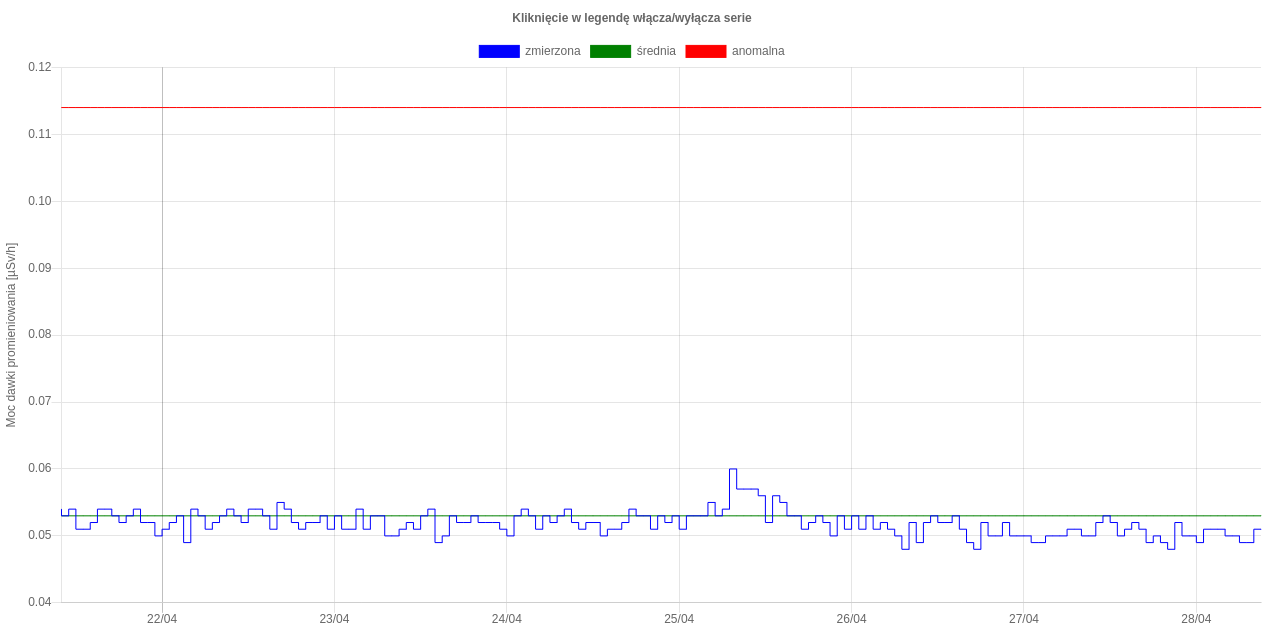 Kliknięcie w legendę włącza/wyłącza serie
zmierzona średnia anomalna
0.12
0.11
0.10
0.09
0.08
0.07
0.06
0.05
0.04
Moc dawki promieniowania [µSv/h]
22/04 23/04 24/04 25/04 26/04 27/04 28/04